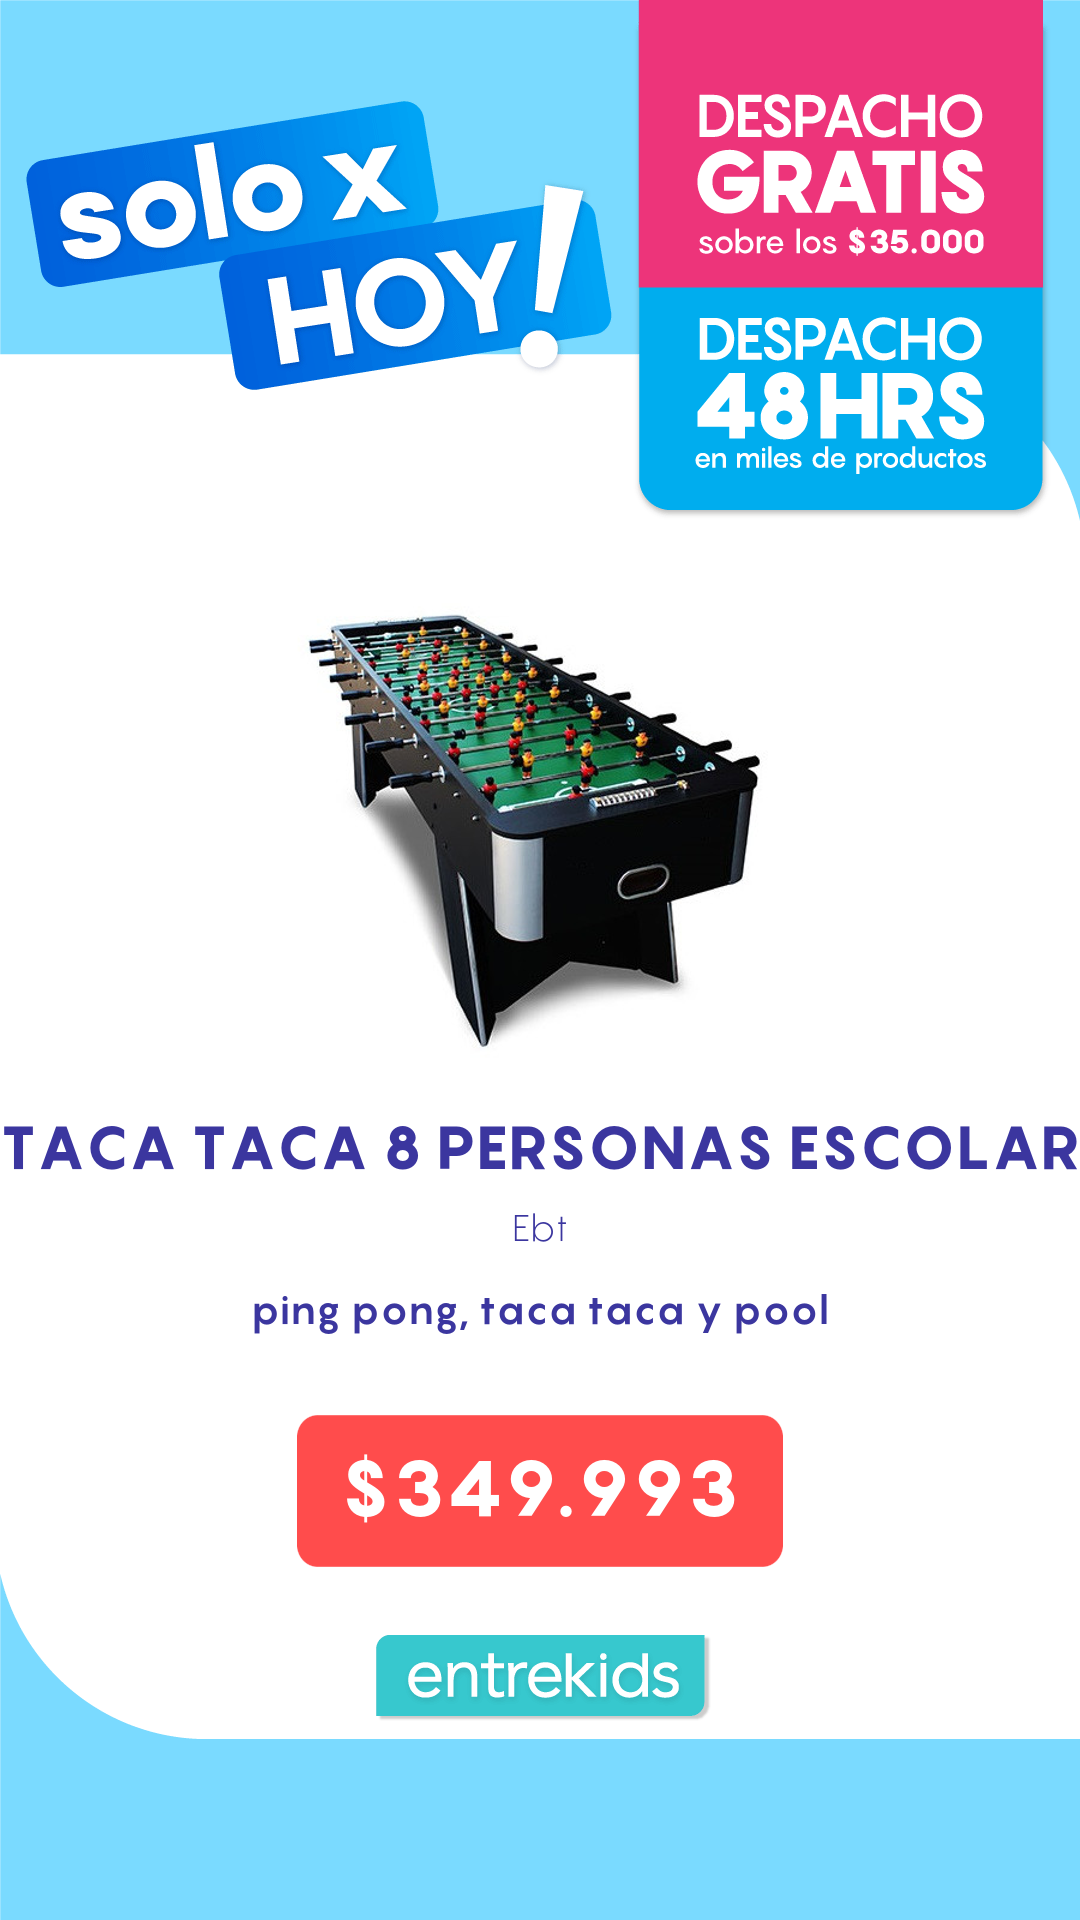 solo x
HOY!
DESPACHO
GRATIS
sobre los $35.000
DESPACHO
48HRS
en miles de productos
TACA TACA 8 PERSONAS ESCOLAR
Ebt
ping pong, taca taca y pool
$349.993
entrekids